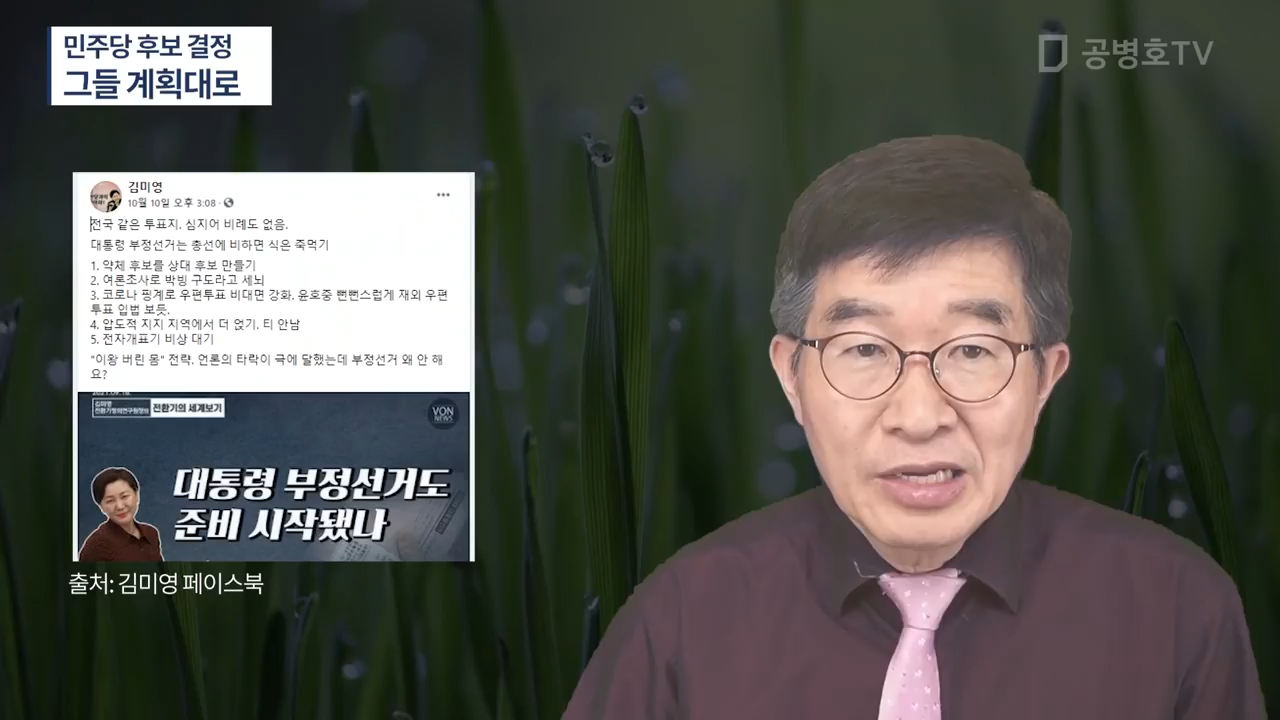 민주당 후보 결정
그들 계획대로
공병호TV
김미영
10월 10일 오후 3:08
전국 같은 투표지. 심지어 비례도 없음.
대통령 부정선거는 총선에 비하면 식은 죽먹기
1. 약체 후보를 상대 후보 만들기
2. 여론조사로 박빙 구도라고 세뇌
3. 코로나 핑계로 우편투표 비대면 강화. 윤호중 뻔뻔스럽게 재외 우편
투표 입법 보듯.
4. 압도적 지지 지역에서 더 얹기. 티 안남
5. 전자개표기 비상 대기
"이왕 버린 몸" 전략. 언론의 타락이 극에 달했는데 부정선거 왜 안 해
요?
김미영
전환기의 세계보기
VON
NEWS
대통령 부정선거도
준비 시작됐나
출처: 김미영 페이스북